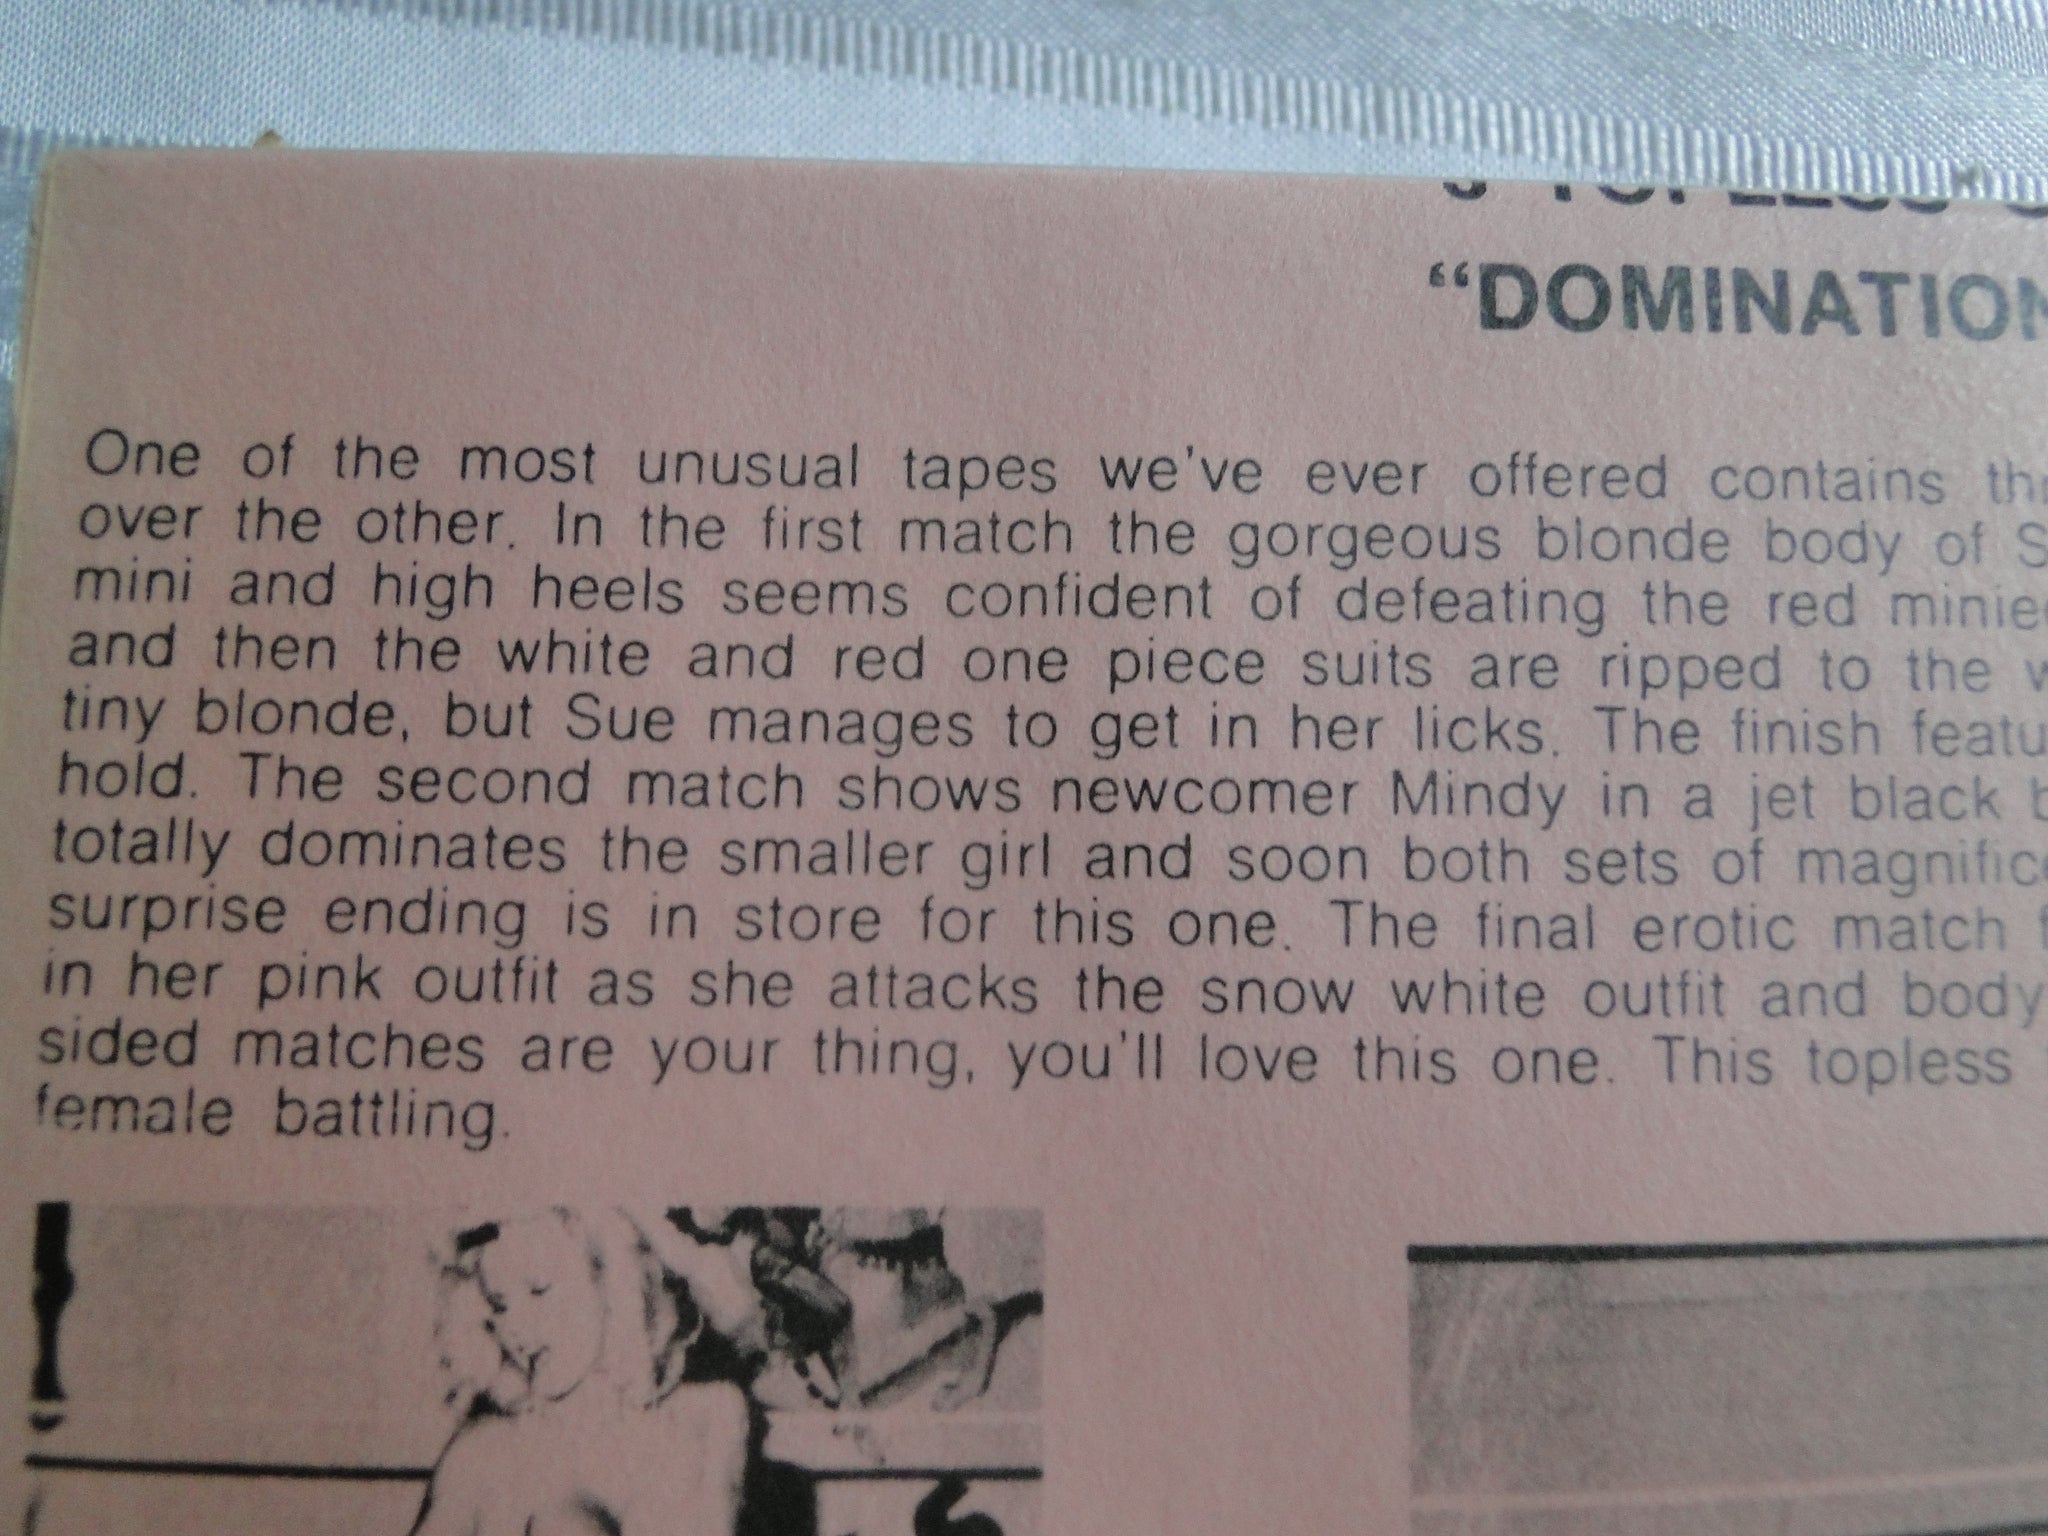 3 TOPLESS
“DOMINATION
One of the most unusual tapes we've ever offered contains
over the other. In the first match the gorgeous blonde body of
mini and high heels seems confident of defeating the red
and then the white and red one piece suits are ripped to the
tiny blonde, but Sue manages to get in her licks. The finish
hold. The second match shows newcomer Mindy in a jet black
totally dominates the smaller girl and soon both sets of
surprise ending is in store for this one. The final erotic match
in her pink outfit as she attacks the snow white outfit and body
sided matches are your thing, you'll love this one. This topless
female battling.